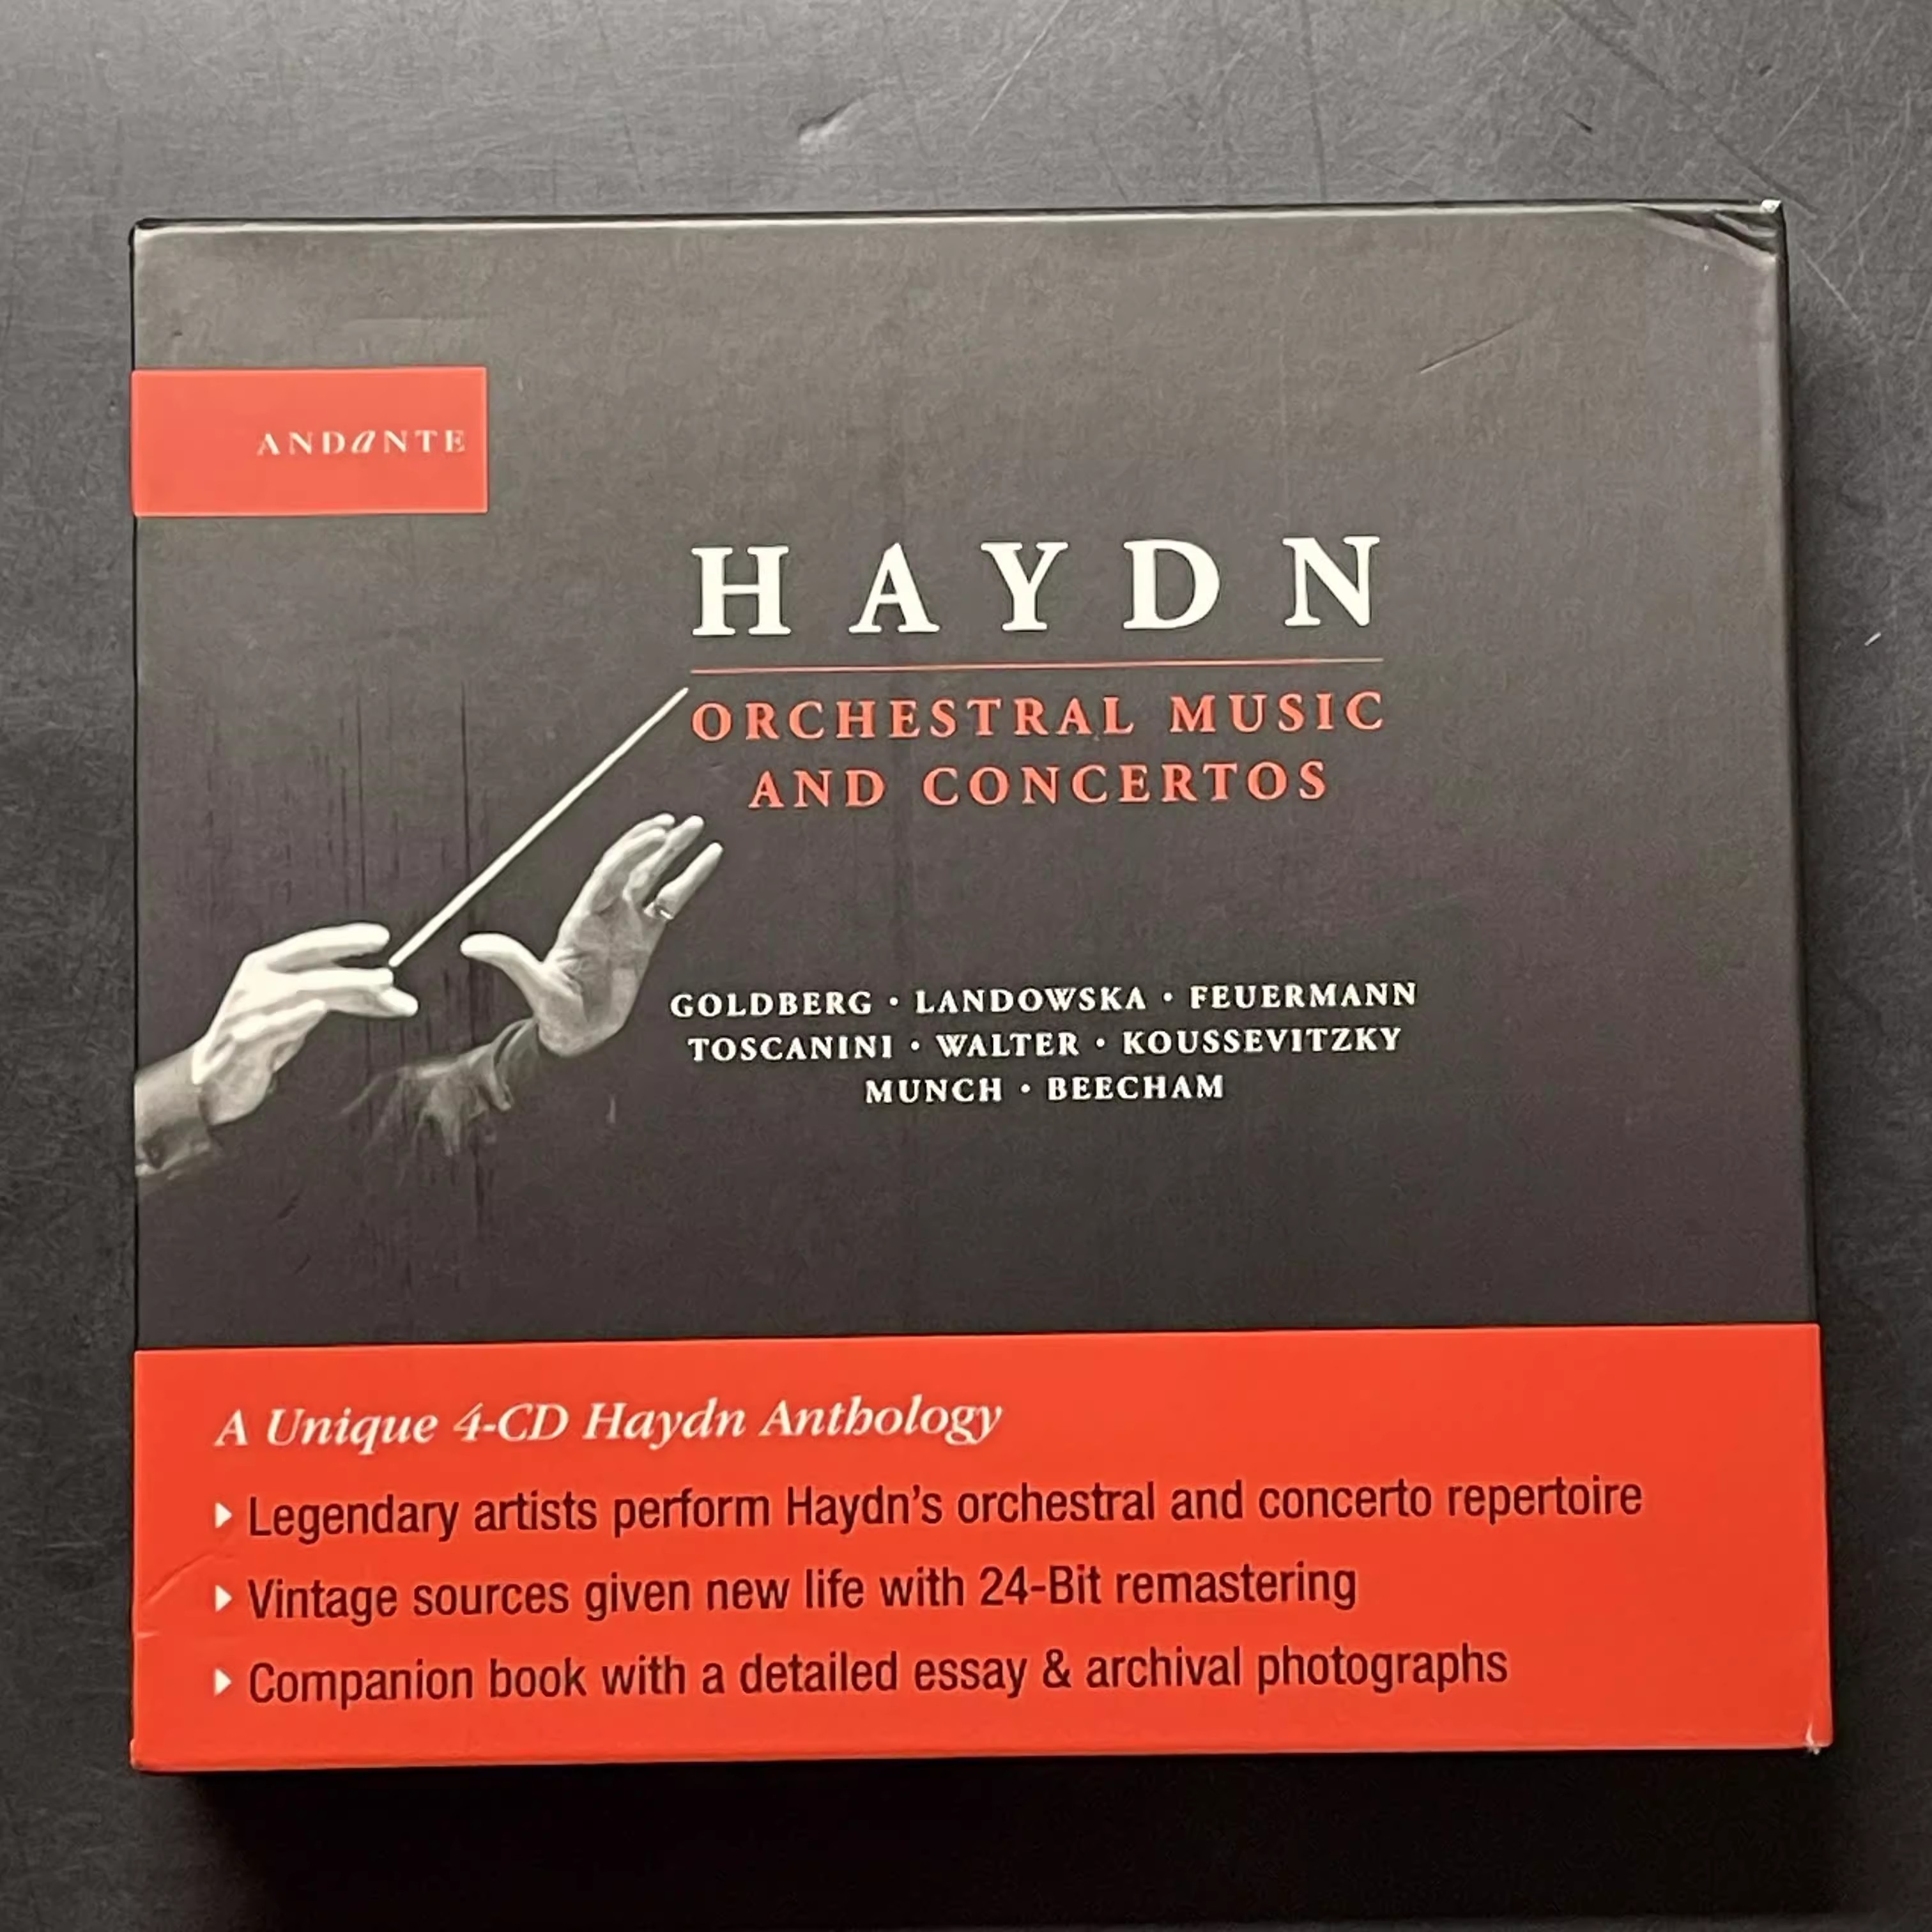 ANDaNTE
HAYDN
ORCHESTRAL MUSIC
AND CONCERTOS
GOLDBERG • LANDOWSKA • FEUERMANN
TOSCANINI • WALTER • KOUSSEVITZKY
MUNCH • BEECHAM
A Unique 4-CD Haydn Anthology
Legendary artists perform Haydn's orchestral and concerto repertoire
Vintage sources given new life with 24-Bit remastering
Companion book with a detailed essay & archival photographs